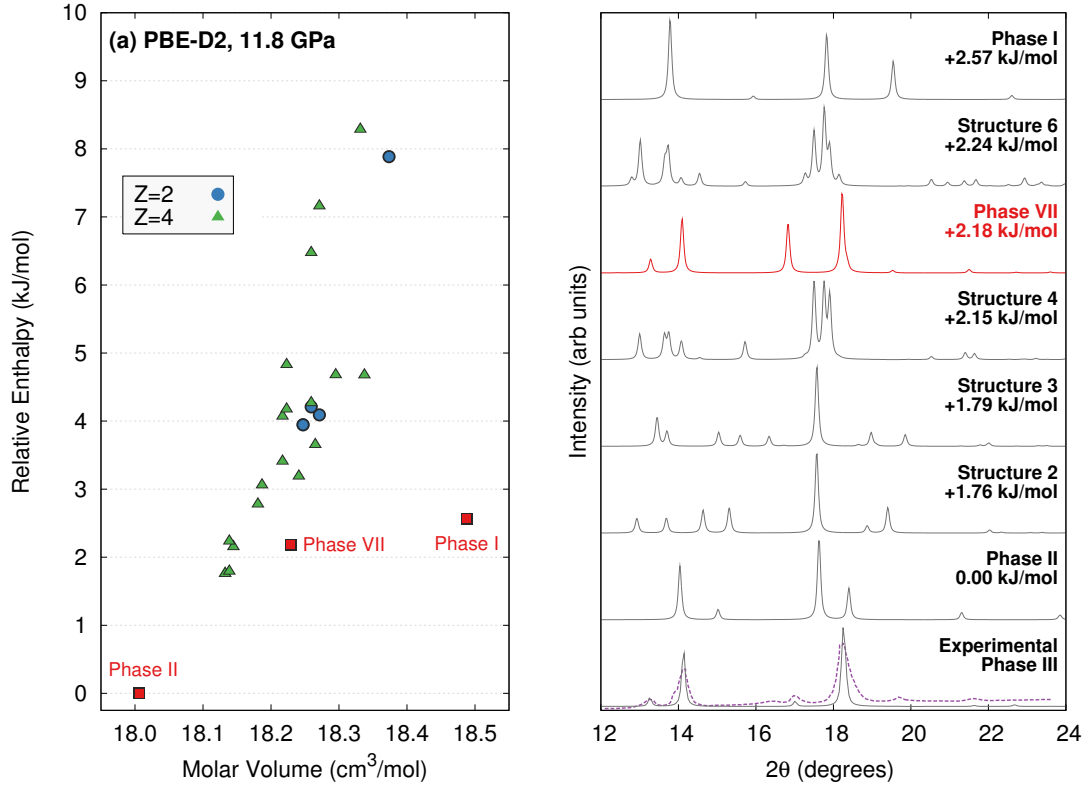 (a) PBE-D2, 11.8 GPa
Relative Enthalpy (kJ/mol)
10
9
8
7
6
5
4
3
2
1
0
Z=2
Z=4
Phase VII
Phase I
Phase II
18.0 18.1 18.2 18.3 18.4 18.5
Molar Volume (cm³/mol)
Intensity (arb units)
Phase I
+2.57 kJ/mol
Structure 6
+2.24 kJ/mol
Phase VII
+2.18 kJ/mol
Structure 4
+2.15 kJ/mol
Structure 3
+1.79 kJ/mol
Structure 2
+1.76 kJ/mol
Phase II
0.00 kJ/mol
Experimental
Phase III
12 14 16 18 20 22 24
2θ (degrees)